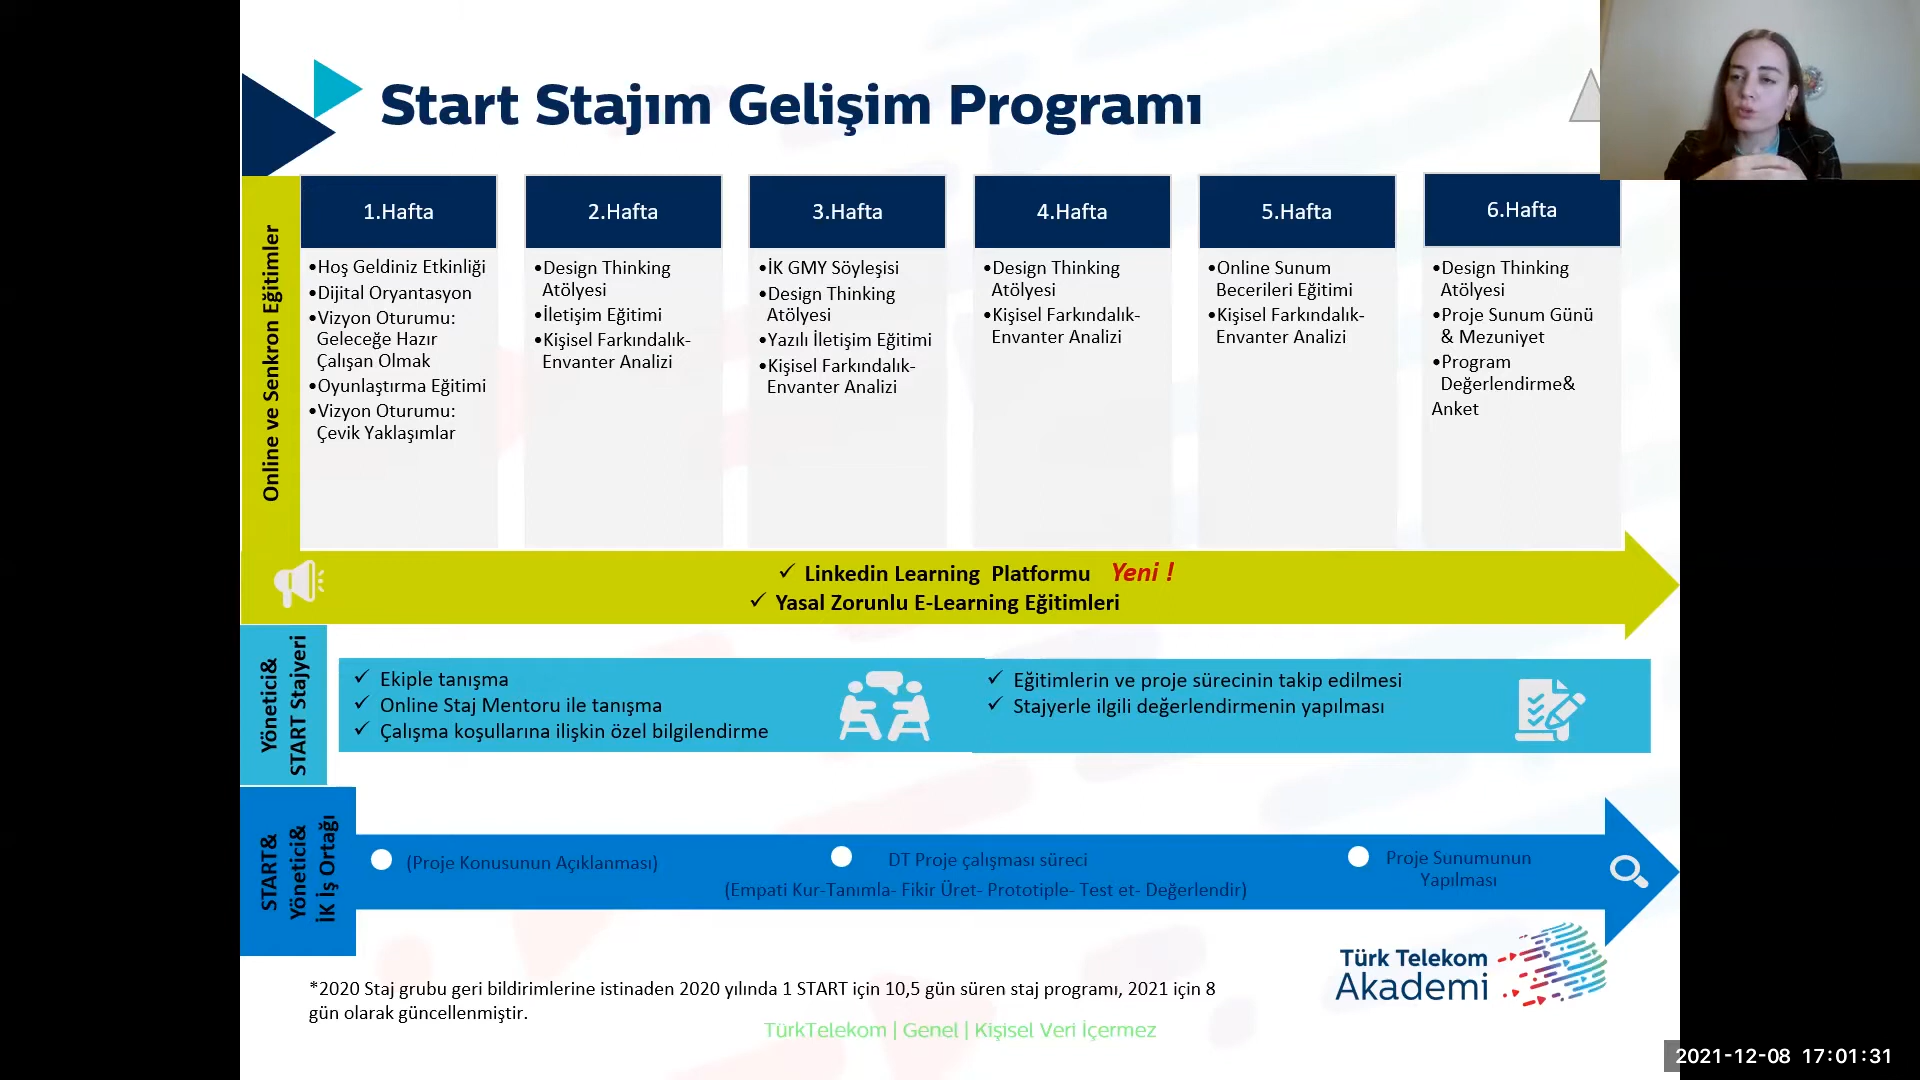 Start Stajım Gelişim Programı
Online ve Senkron Eğitimler
1.Hafta
•Hoş Geldiniz Etkinliği
•Dijital Oryantasyon
•Vizyon Oturumu:
Geleceğe Hazır
Çalışan Olmak
•Oyunlaştırma Eğitimi
•Vizyon Oturumu:
Çevik Yaklaşımlar
2.Hafta
•Design Thinking
Atölyesi
•İletişim Eğitimi
•Kişisel Farkındalık-
Envanter Analizi
3.Hafta
•İK GMY Söyleşisi
•Design Thinking
Atölyesi
•Yazılı İletişim Eğitimi
•Kişisel Farkındalık-
Envanter Analizi
4.Hafta
•Design Thinking
Atölyesi
•Kişisel Farkındalık-
Envanter Analizi
5.Hafta
•Online Sunum
Becerileri Eğitimi
•Kişisel Farkındalık-
Envanter Analizi
6.Hafta
•Design Thinking
Atölyesi
•Proje Sunum Günü
& Mezuniyet
•Program
Değerlendirme&
Anket
✓ Linkedin Learning Platformu Yeni !
✓ Yasal Zorunlu E-Learning Eğitimleri
Yönetici&
START Stajyeri
✓ Ekiple tanışma
✓ Online Staj Mentoru ile tanışma
✓ Çalışma koşullarına ilişkin özel bilgilendirme
✓ Eğitimlerin ve proje sürecinin takip edilmesi
✓ Stajyerle ilgili değerlendirmenin yapılması
START&
Yönetici&
İK İş Ortağı
(Proje Konusunun Açıklanması)
DT Proje çalışması süreci
(Empati Kur-Tanımla- Fikir Üret- Prototiple- Test et- Değerlendir)
Proje Sunumunun
Yapılması
Türk Telekom
Akademi
*2020 Staj grubu geri bildirimlerine istinaden 2020 yılında 1 START için 10,5 gün süren staj programı, 2021 için 8
gün olarak güncellenmiştir.
TürkTelekom | Genel | Kişisel Veri İçermez
2021-12-08 17:01:31